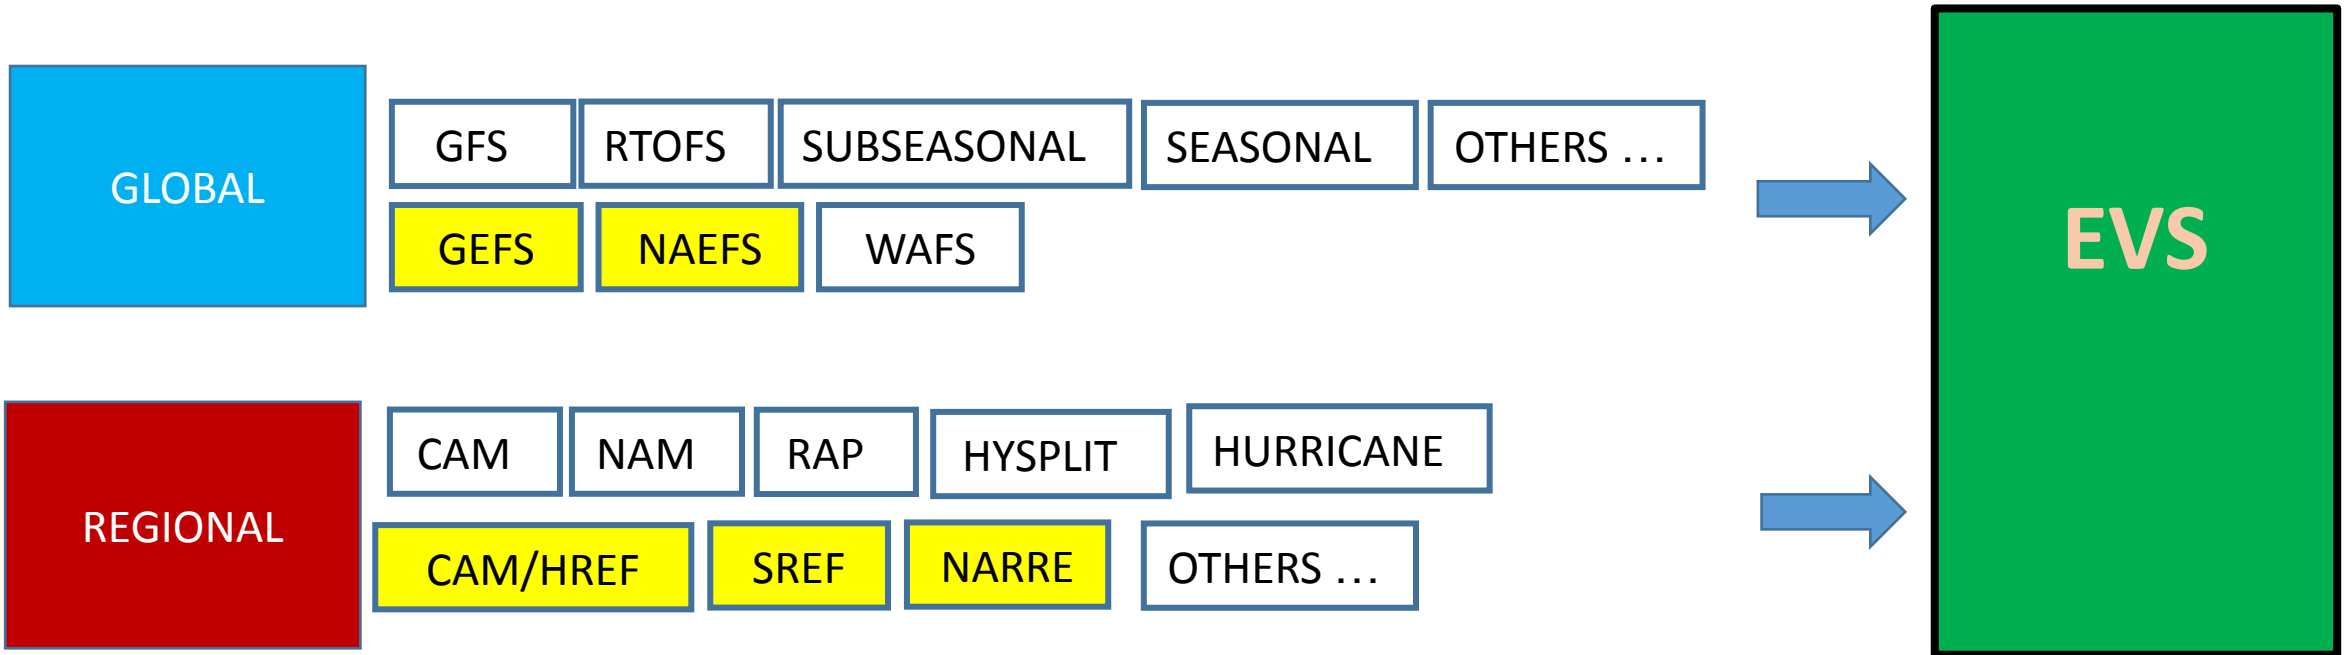 GLOBAL
GFS RTOFS SUBSEASONAL SEASONAL OTHERS …
GEFS NAEFS WAFS
EVS
REGIONAL
CAM NAM RAP HYSPLIT HURRICANE
CAM/HREF SREF NARRE OTHERS …